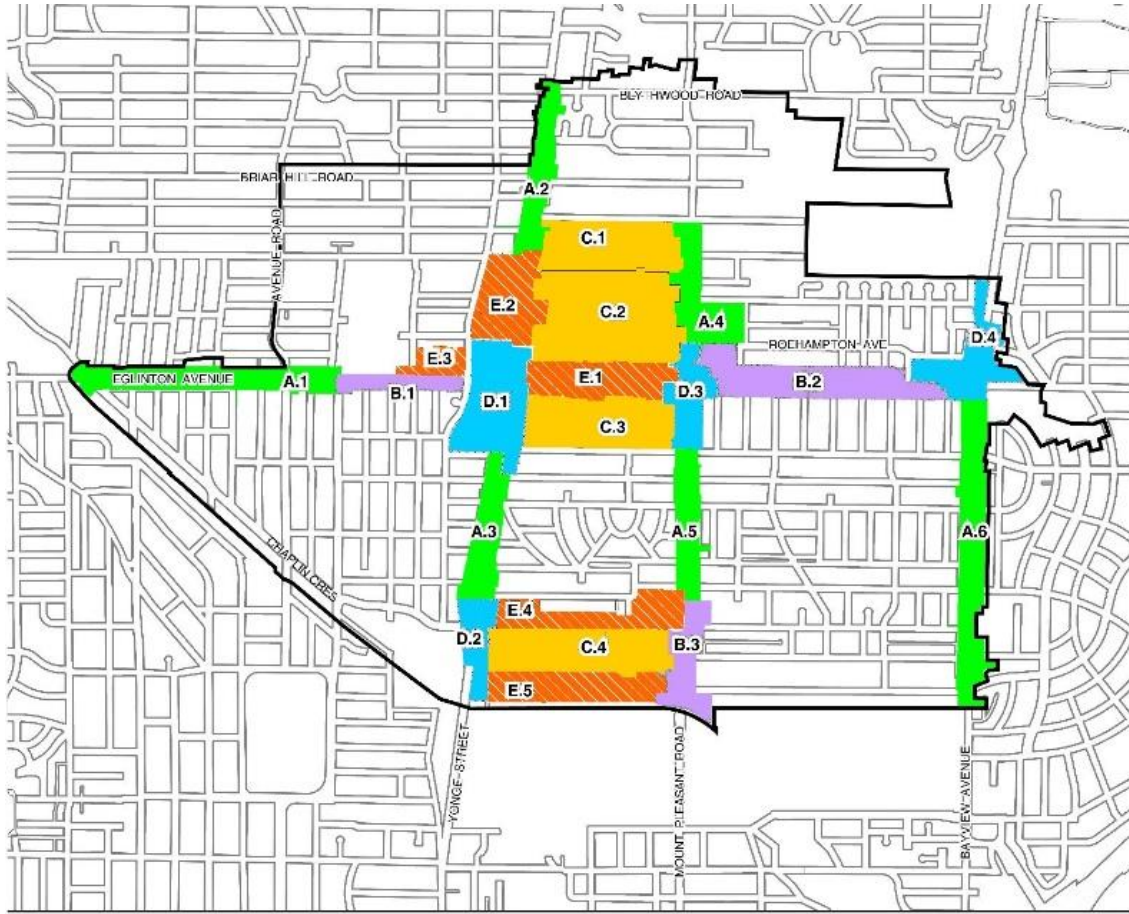 BLYTHWOOD ROAD
BRIAR HILL ROAD
A.2
AVENUE ROAD
C.1
E.2
C.2
A.4
D.4
ROEHAMPTON AVE
E.3
EGLINTON AVENUE
A.1
B.1
D.1
E.1
D.3
B.2
C.3
A.3
A.5
A.6
CHAPLIN CRES
E.4
D.2
C.4
B.3
E.5
YONGE STREET
MOUNT PLEASANT ROAD
BAYVIEW AVENUE